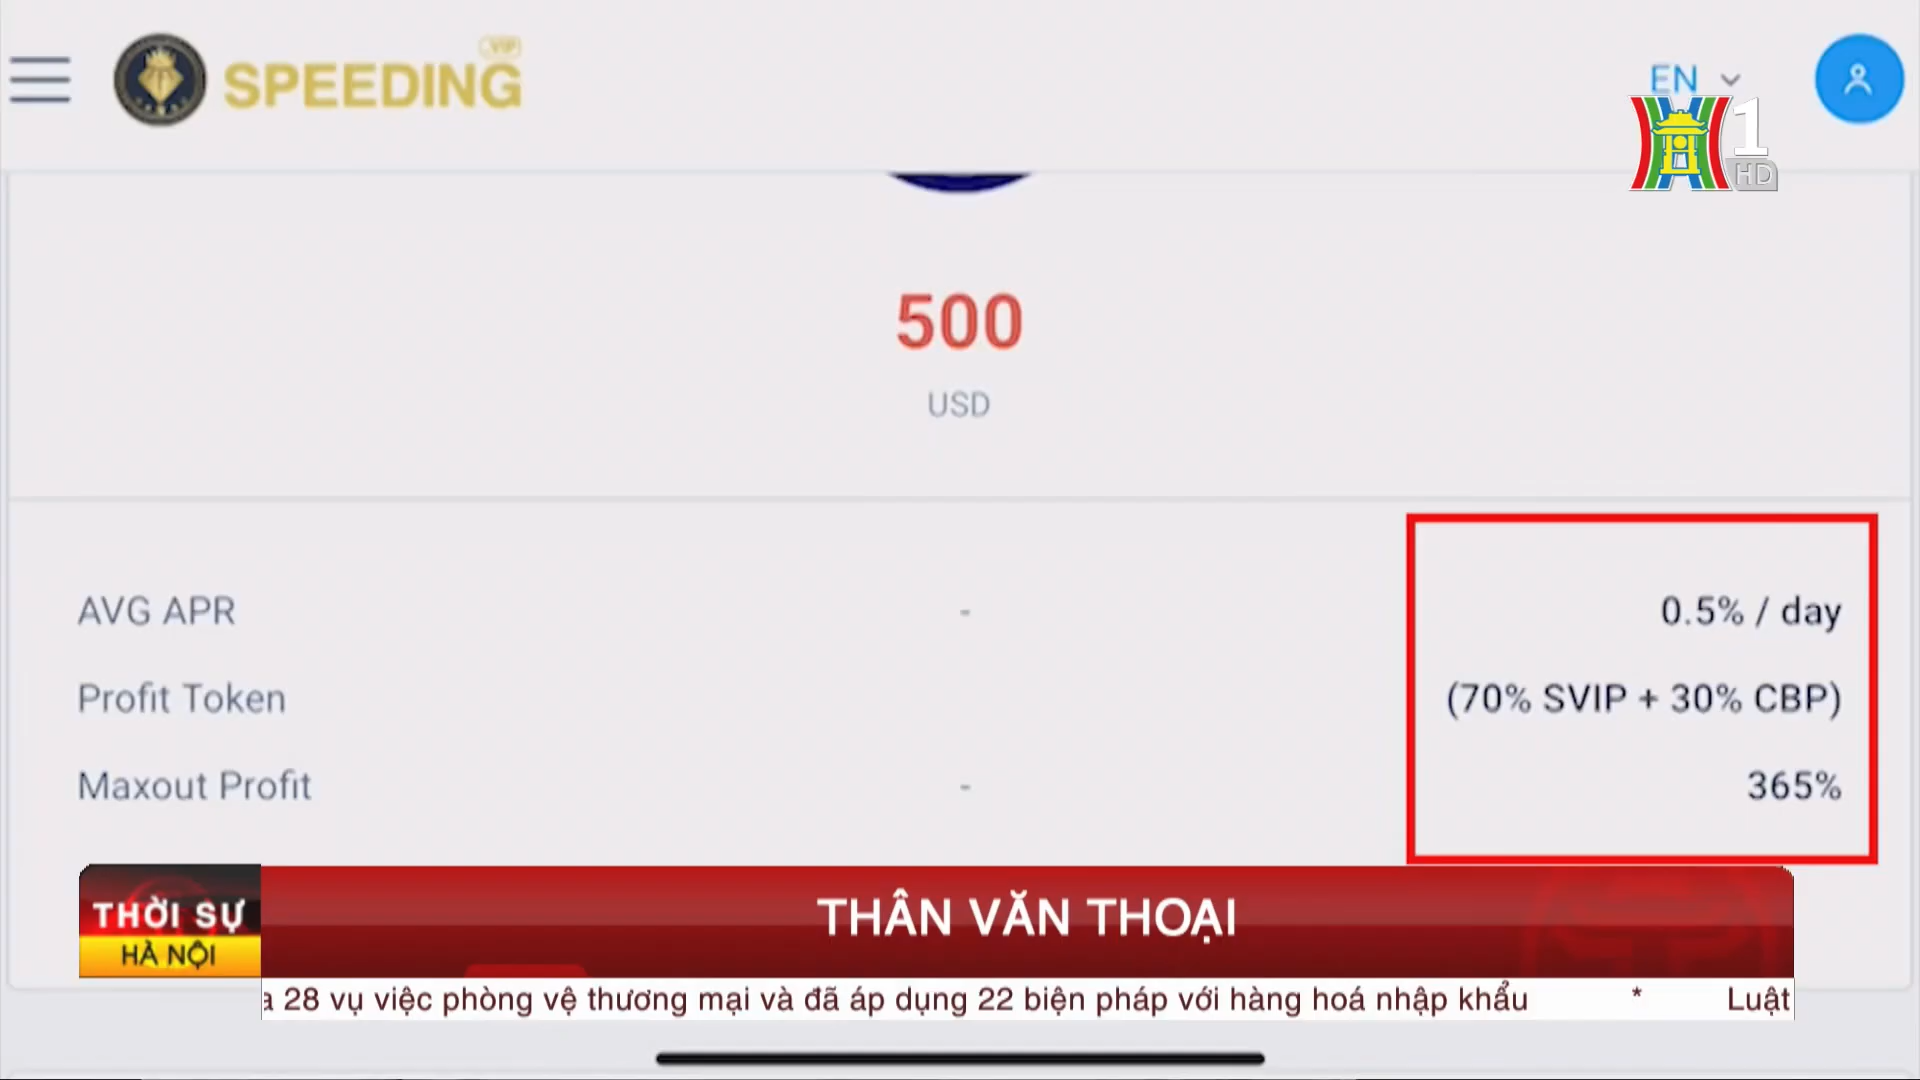 VIP
SPEEDING
EN
1
HD
500
USD
AVG APR - 0.5% / day
Profit Token (70% SVIP + 30% CBP)
Maxout Profit - 365%
THỜI SỰ
HÀ NỘI
THÂN VĂN THOẠI
a 28 vụ việc phòng vệ thương mại và đã áp dụng 22 biện pháp với hàng hoá nhập khẩu * Luật